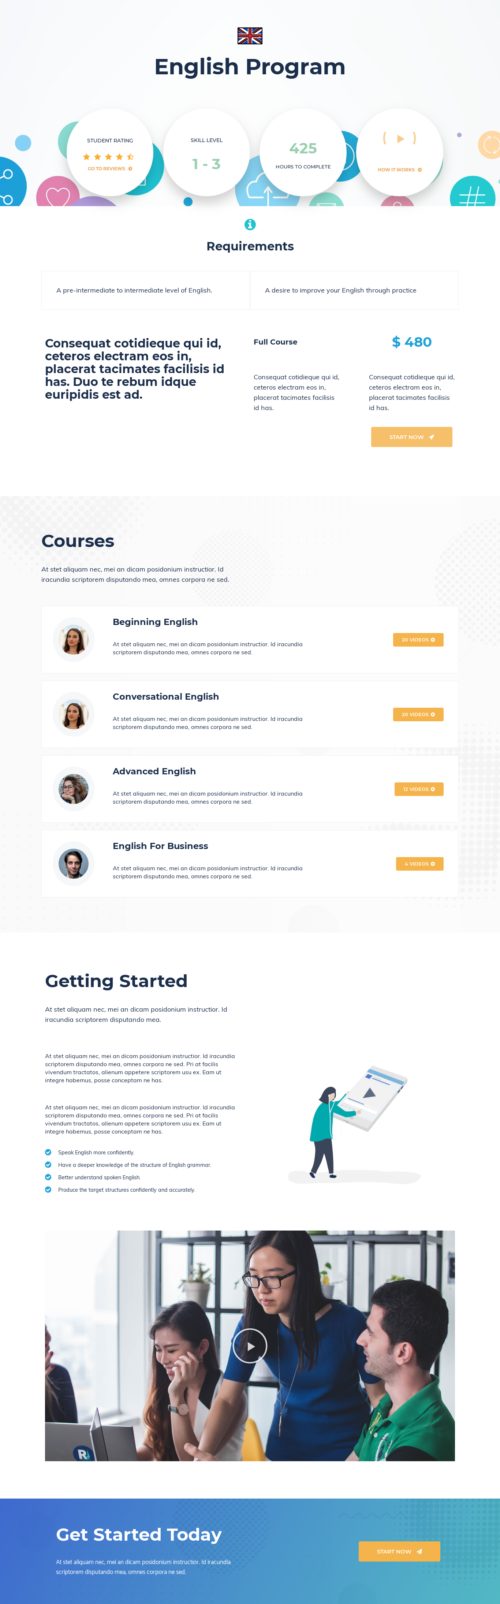 English Program
STUDENT RATING
GO TO REVIEWS
SKILL LEVEL
1 - 3
425
HOURS TO COMPLETE
HOW IT WORKS
Requirements
A pre-intermediate to intermediate level of English.
A desire to improve your English through practice
Consequat cotidieque qui id,
ceteros electram eos in,
placerat tacimates facilisis id
has. Duo te rebum idque
euripidis est ad.
Full Course
Consequat cotidieque qui id,
ceteros electram eos in,
placerat tacimates facilisis
id has.
$ 480
Consequat cotidieque qui id,
ceteros electram eos in,
placerat tacimates facilisis
id has.
START NOW
Courses
At stet aliquam nec, mei an dicam posidonium instructior. Id
iracundia scriptorem disputando mea, omnes corpora ne sed.
Beginning English
At stet aliquam nec, mei an dicam posidonium instructior. Id iracundia
scriptorem disputando mea, omnes corpora ne sed.
20 VIDEOS
Conversational English
At stet aliquam nec, mei an dicam posidonium instructior. Id iracundia
scriptorem disputando mea, omnes corpora ne sed.
20 VIDEOS
Advanced English
At stet aliquam nec, mei an dicam posidonium instructior. Id iracundia
scriptorem disputando mea, omnes corpora ne sed.
12 VIDEOS
English For Business
At stet aliquam nec, mei an dicam posidonium instructior. Id iracundia
scriptorem disputando mea, omnes corpora ne sed.
4 VIDEOS
Getting Started
At stet aliquam nec, mei an dicam posidonium instructior. Id
iracundia scriptorem disputando mea.
At stet aliquam nec, mei an dicam posidonium instructior. Id iracundia
scriptorem disputando mea, omnes corpora ne sed. Pri at facilis
vivendum tractatos, alienum appetere scriptorem usu ex. Eam ut
integre habemus, posse conceptam ne has.
At stet aliquam nec, mei an dicam posidonium instructior. Id iracundia
scriptorem disputando mea, omnes corpora ne sed. Pri at facilis
vivendum tractatos, alienum appetere scriptorem usu ex. Eam ut
integre habemus, posse conceptam ne has.
Speak English more confidently.
Have a deeper knowledge of the structure of English grammar.
Better understand spoken English
Produce the target structures confidently and accurately.
Get Started Today
At stet aliquam nec, mei an dicam posidonium instructior. Id iracundia
scriptorem disputando mea, omnes corpora ne sed.
START NOW